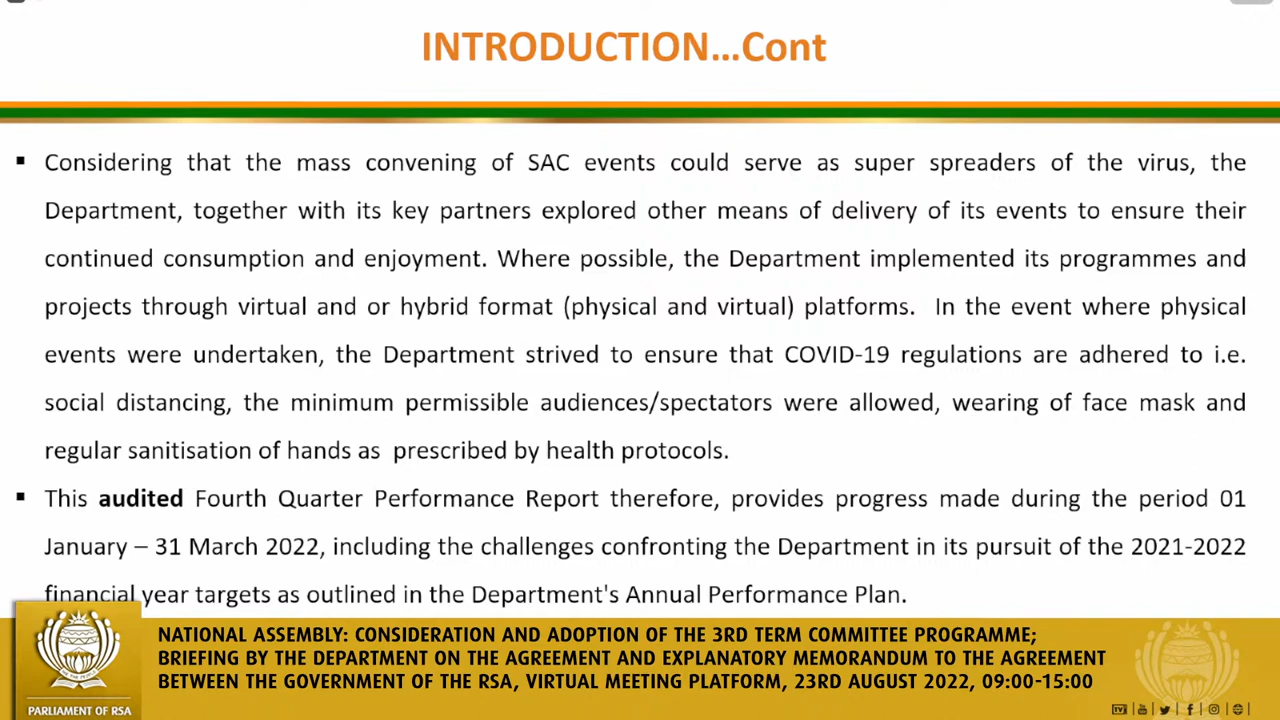 INTRODUCTION...Cont
▪ Considering that the mass convening of SAC events could serve as super spreaders of the virus, the
Department, together with its key partners explored other means of delivery of its events to ensure their
continued consumption and enjoyment. Where possible, the Department implemented its programmes and
projects through virtual and or hybrid format (physical and virtual) platforms. In the event where physical
events were undertaken, the Department strived to ensure that COVID-19 regulations are adhered to i.e.
social distancing, the minimum permissible audiences/spectators were allowed, wearing of face mask and
regular sanitisation of hands as prescribed by health protocols.
▪ This audited Fourth Quarter Performance Report therefore, provides progress made during the period 01
January – 31 March 2022, including the challenges confronting the Department in its pursuit of the 2021-2022
financial year targets as outlined in the Department's Annual Performance Plan.
NATIONAL ASSEMBLY: CONSIDERATION AND ADOPTION OF THE 3RD TERM COMMITTEE PROGRAMME;
BRIEFING BY THE DEPARTMENT ON THE AGREEMENT AND EXPLANATORY MEMORANDUM TO THE AGREEMENT
BETWEEN THE GOVERNMENT OF THE RSA, VIRTUAL MEETING PLATFORM, 23RD AUGUST 2022, 09:00-15:00
PARLIAMENT OF RSA